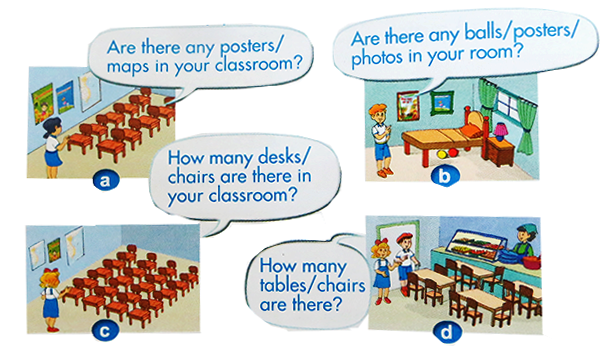 Are there any posters/
maps in your classroom?
Are there any balls/posters/
photos in your room?
a
b
How many desks/
chairs are there in
your classroom?
How many
tables/chairs
are there?
c
d